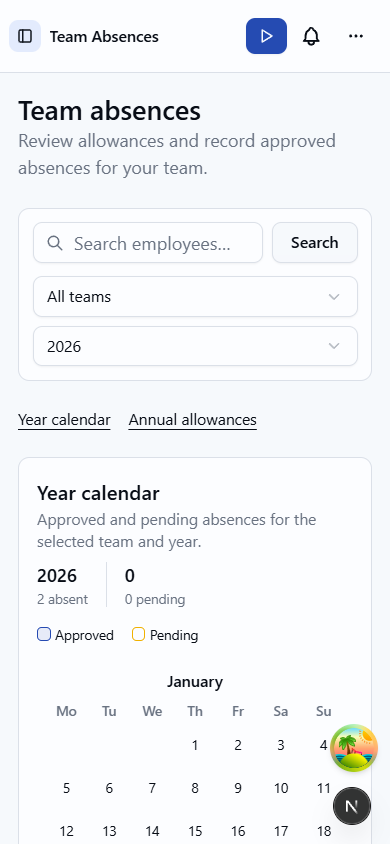 Team Absences
Team absences
Review allowances and record approved
absences for your team.
Search employees...
Search
All teams
2026
Year calendar Annual allowances
Year calendar
Approved and pending absences for the
selected team and year.
2026 0
2 absent 0 pending
Approved Pending
January
Mo Tu We Th Fr Sa Su
1 2 3 4
5 6 7 8 9 10 11
12 13 14 15 16 17 18
N